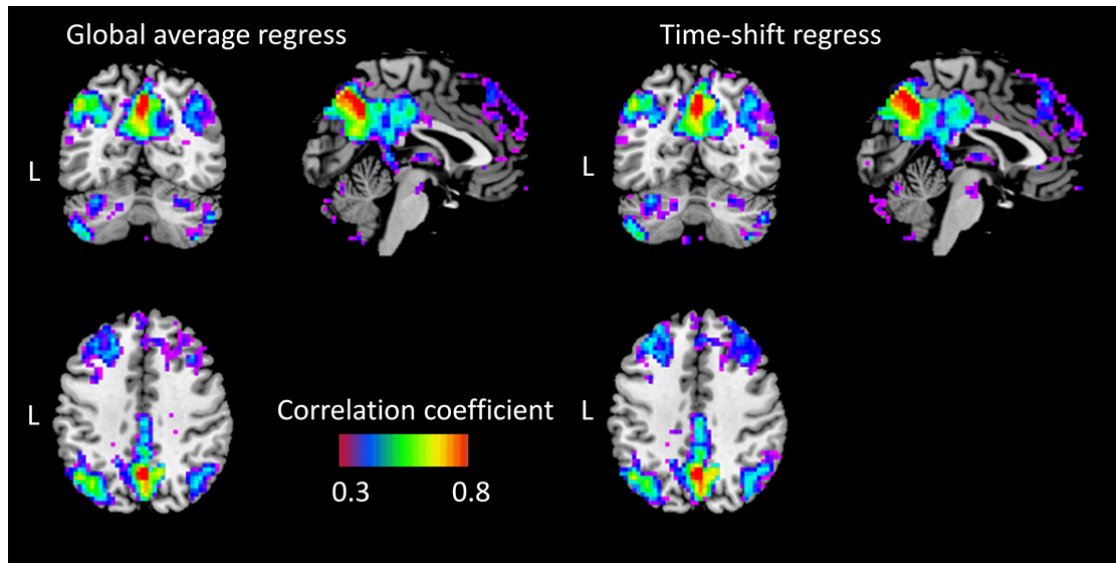 Global average regress
Time-shift regress
L
L
L
Correlation coefficient
L
0.3
0.8